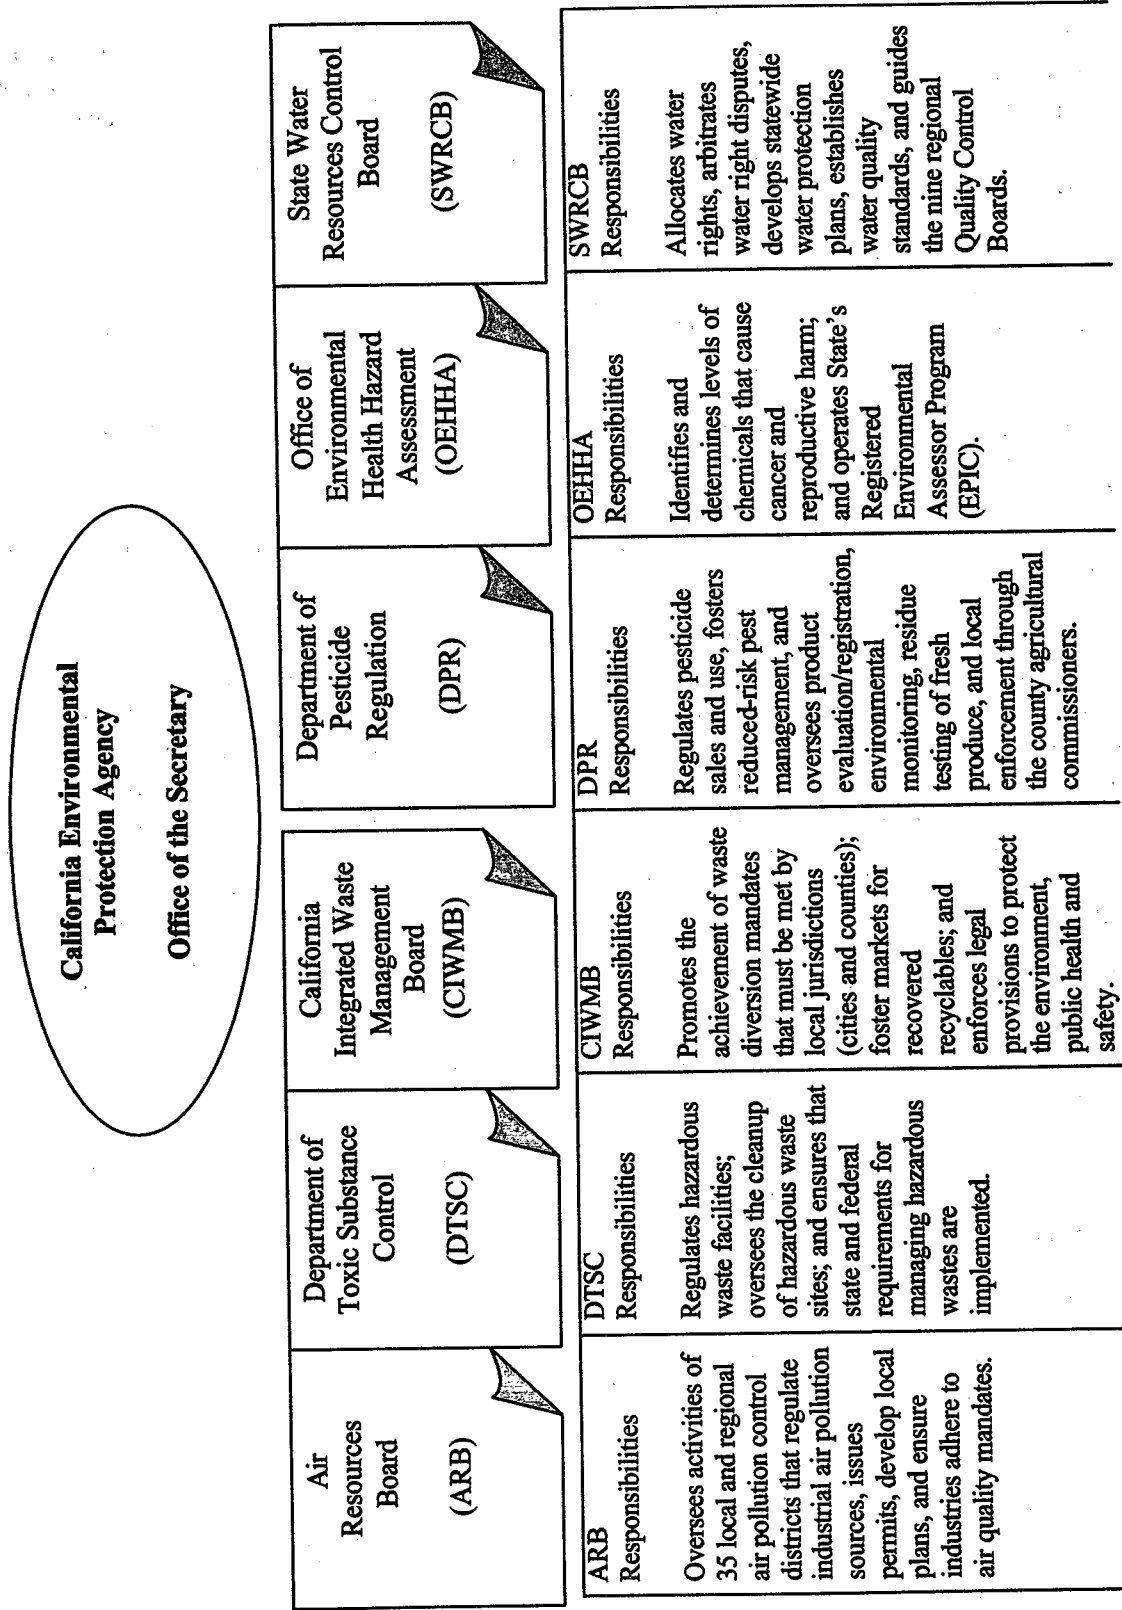 California Environmental
Protection Agency
Office of the Secretary
Air
Resources
Board
(ARB)
Department of
Toxic Substance
Control
(DTSC)
California
Integrated Waste
Management
Board
(CIWMB)
Department of
Pesticide
Regulation
(DPR)
Office of
Environmental
Health Hazard
Assessment
(OEHHA)
State Water
Resources Control
Board
(SWRCB)
ARB
Responsibilities
Oversees activities of
35 local and regional
air pollution control
districts that regulate
industrial air pollution
sources, issues
permits, develop local
plans, and ensure
industries adhere to
air quality mandates.
DTSC
Responsibilities
Regulates hazardous
waste facilities;
oversees the cleanup
of hazardous waste
sites; and ensures that
state and federal
requirements for
managing hazardous
wastes are
implemented.
CIWMB
Responsibilities
Promotes the
achievement of waste
diversion mandates
that must be met by
local jurisdictions
(cities and counties);
foster markets for
recovered
recyclables; and
enforces legal
provisions to protect
the environment,
public health and
safety.
DPR
Responsibilities
Regulates pesticide
sales and use, fosters
reduced-risk pest
management, and
oversees product
evaluation/registration,
environmental
monitoring, residue
testing of fresh
produce, and local
enforcement through
the county agricultural
commissioners.
OEHHA
Responsibilities
Identifies and
determines levels of
chemicals that cause
cancer and
reproductive harm;
and operates State's
Registered
Environmental
Assessor Program
(EPIC).
SWRCB
Responsibilities
Allocates water
rights, arbitrates
water right disputes,
develops statewide
water protection
plans, establishes
water quality
standards, and guides
the nine regional
Quality Control
Boards.